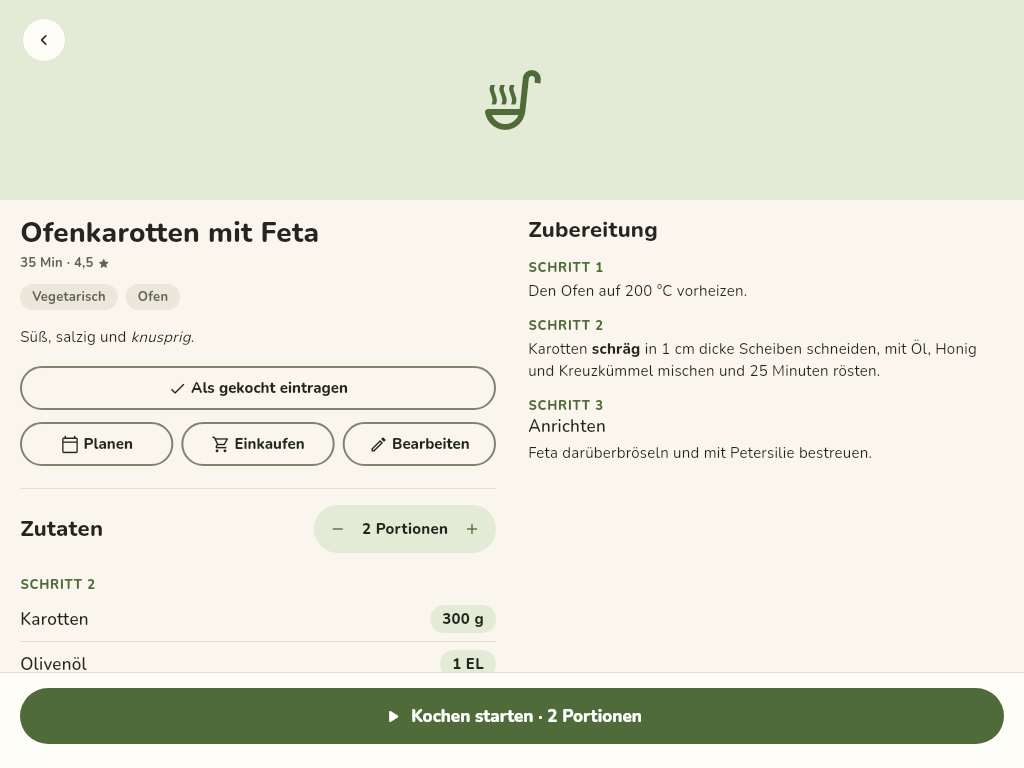 Ofenkarotten mit Feta
35 Min · 4,5 ★
Vegetarisch
Ofen
Süß, salzig und knusprig.
Als gekocht eintragen
Planen
Einkaufen
Bearbeiten
Zutaten
− 2 Portionen +
SCHRITT 2
Karotten 300 g
Olivenöl 1 EL
Zubereitung
SCHRITT 1
Den Ofen auf 200 °C vorheizen.
SCHRITT 2
Karotten schräg in 1 cm dicke Scheiben schneiden, mit Öl, Honig
und Kreuzkümmel mischen und 25 Minuten rösten.
SCHRITT 3
Anrichten
Feta darüberbröseln und mit Petersilie bestreuen.
Kochen starten · 2 Portionen